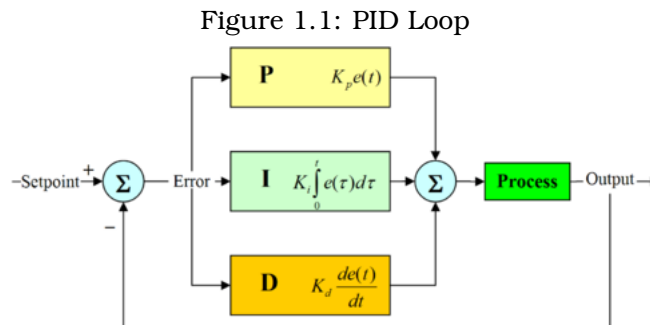 Figure 1.1: PID Loop
P K_p e(t)
–Setpoint + Σ Error I K_i ∫_0^t e(τ)dτ Σ Process Output
−
D K_d de(t)/dt